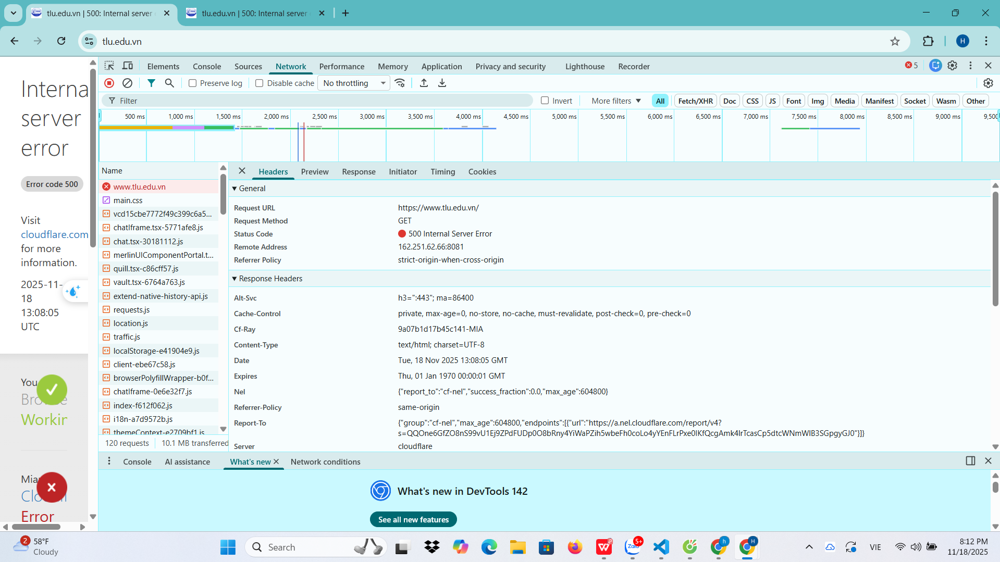 tlu.edu.vn | 500: Internal server
tlu.edu.vn | 500: Internal server
tlu.edu.vn
H
Elements
Console
Sources
Network
Performance
Memory
Application
Privacy and security
Lighthouse
Recorder
5
Preserve log
Disable cache
No throttling
Filter
Invert
More filters
All
Fetch/XHR
Doc
CSS
JS
Font
Img
Media
Manifest
Socket
Wasm
Other
500 ms
1,000 ms
1,500 ms
2,000 ms
2,500 ms
3,000 ms
3,500 ms
4,000 ms
4,500 ms
5,000 ms
5,500 ms
6,000 ms
6,500 ms
7,000 ms
7,500 ms
8,000 ms
8,500 ms
9,000 ms
9,500
Interna
server
error
Error code 500
Visit
cloudflare.com
for more
information.
2025-11-
18
13:08:05
UTC
You
Workin
Error
Name
www.tlu.edu.vn
main.css
vcd15cbe7772f49c399c6a5...
chatIframe.tsx-5771afe8.js
chat.tsx-30181112.js
merlinUIComponentPortal.t...
quill.tsx-c86cff57.js
vault.tsx-6764a763.js
extend-native-history-api.js
requests.js
location.js
traffic.js
localStorage-e41904e9.js
client-ebe67c58.js
browserPolyfillWrapper-b0f...
chatIframe-0e6e32f7.js
index-f612f062.js
i18n-a7d9572b.js
themeContext-e2709bf1.js
120 requests
10.1 MB transferred
Headers
Preview
Response
Initiator
Timing
Cookies
General
Request URL
https://www.tlu.edu.vn/
Request Method
GET
Status Code
500 Internal Server Error
Remote Address
162.251.62.66:8081
Referrer Policy
strict-origin-when-cross-origin
Response Headers
Alt-Svc
h3=":443"; ma=86400
Cache-Control
private, max-age=0, no-store, no-cache, must-revalidate, post-check=0, pre-check=0
Cf-Ray
9a07b1d17b45c141-MIA
Content-Type
text/html; charset=UTF-8
Date
Tue, 18 Nov 2025 13:08:05 GMT
Expires
Thu, 01 Jan 1970 00:00:01 GMT
Nel
{"report_to":"cf-nel","success_fraction":0.0,"max_age":604800}
Referrer-Policy
same-origin
Report-To
{"group":"cf-nel","max_age":604800,"endpoints":[{"url":"https://a.nel.cloudflare.com/report/v4?
s=QQOne6GfZO8nS99vU1Ej9ZPdFUDp0O8bRny4YiWaPZih5wbeFh0coLo4yYEnFLrPxe0lKfQcgAmk4IrTcasCp5dtcWNmWIB3SGpgyGJ0"}]}
Server
cloudflare
Console
AI assistance
What's new
Network conditions
What's new in DevTools 142
See all new features
2
58°F
Cloudy
Search
Zalo
5+
h
H
VIE
8:12 PM
11/18/2025